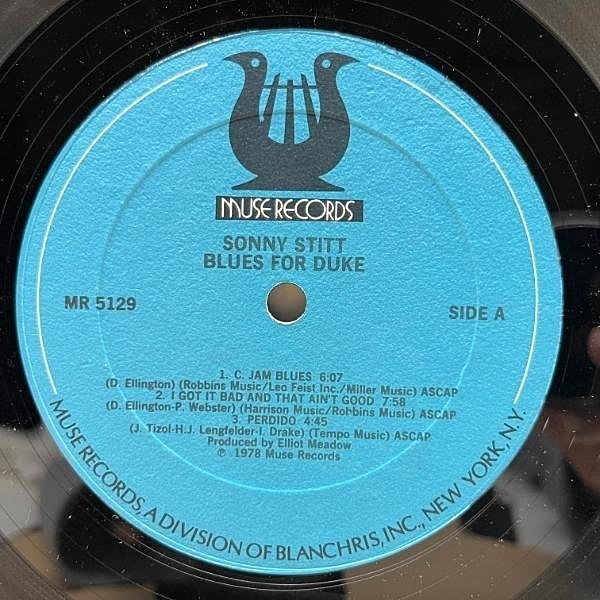 MUSE RECORDS
SONNY STITT
BLUES FOR DUKE
MR 5129
SIDE A
1. C. JAM BLUES 6:07
(D. Ellington) (Robbins Music/Leo Feist Inc./Miller Music) ASCAP
2. I GOT IT BAD AND THAT AIN'T GOOD 7:58
(D. Ellington-P. Webster) (Harrison Music/Robbins Music) ASCAP
3. PERDIDO 4:45
(J. Tizol-H.J. Lengfelder-I. Drake) (Tempo Music) ASCAP
Produced by Elliot Meadow
℗ 1978 Muse Records
MUSE RECORDS, A DIVISION OF BLANCHRIS, INC., NEW YORK, N.Y.